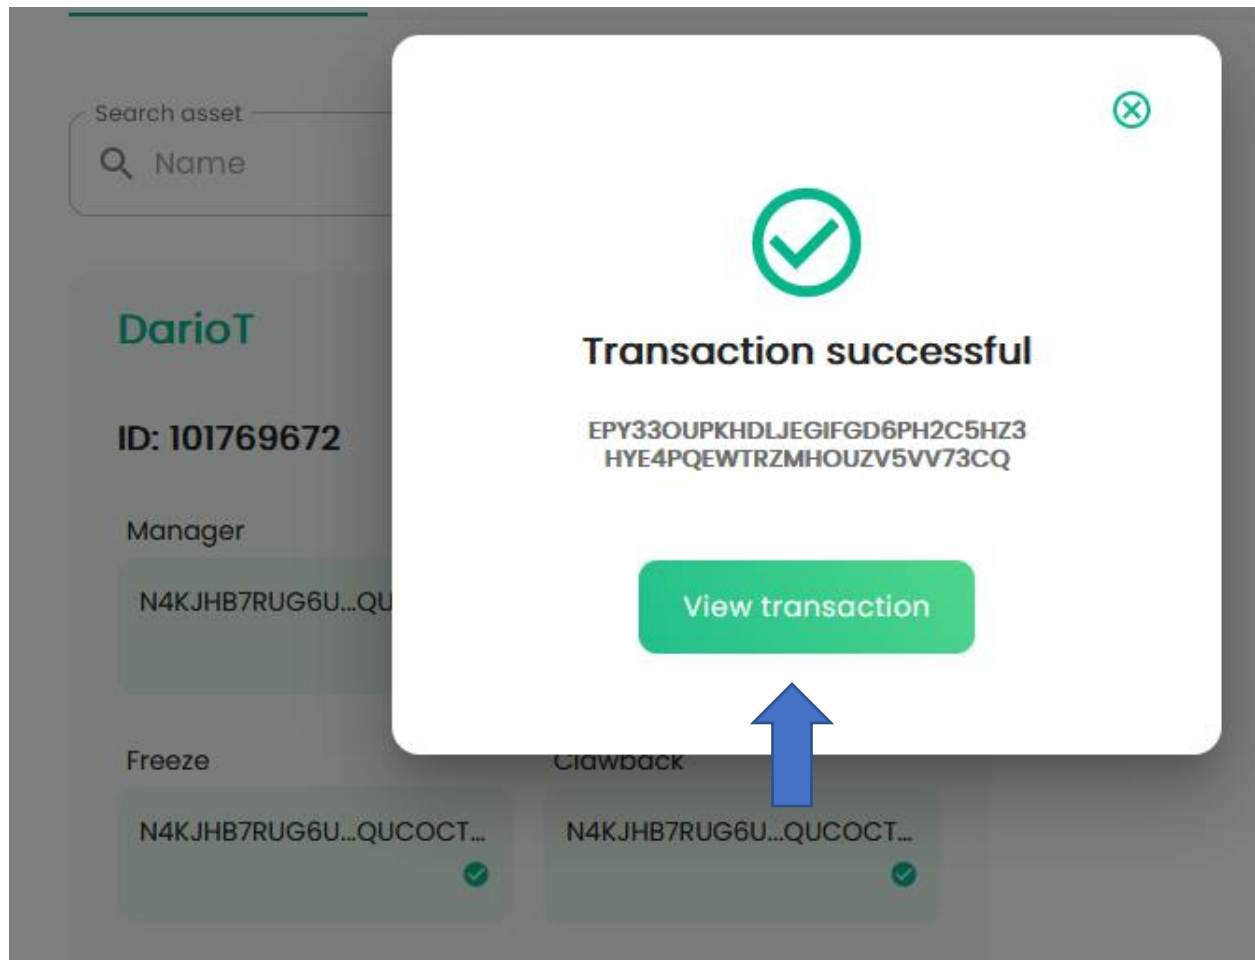 Search asset
Name
DarioT
ID: 101769672
Manager
N4KJHB7RUG6U...QU
Freeze
N4KJHB7RUG6U...QUCOCT...
Clawback
N4KJHB7RUG6U...QUCOCT...
Transaction successful
EPY33OUPKHDLJEGIFGD6PH2C5HZ3
HYE4PQEWTRZMHOUZV5VV73CQ
View transaction